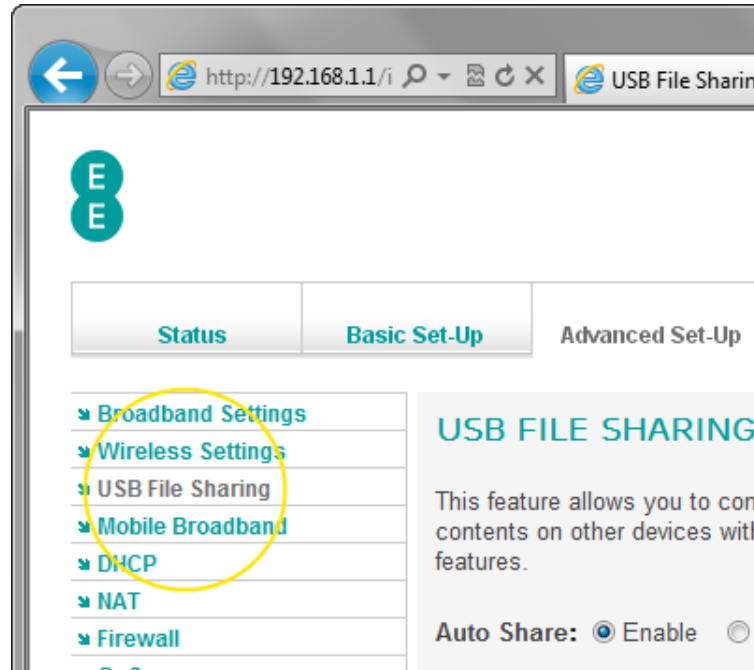 http://192.168.1.1/i
USB File Sharin
E
E
Status
Basic Set-Up
Advanced Set-Up
Broadband Settings
Wireless Settings
USB File Sharing
Mobile Broadband
DHCP
NAT
Firewall
USB FILE SHARING
This feature allows you to con
contents on other devices with
features.
Auto Share: Enable